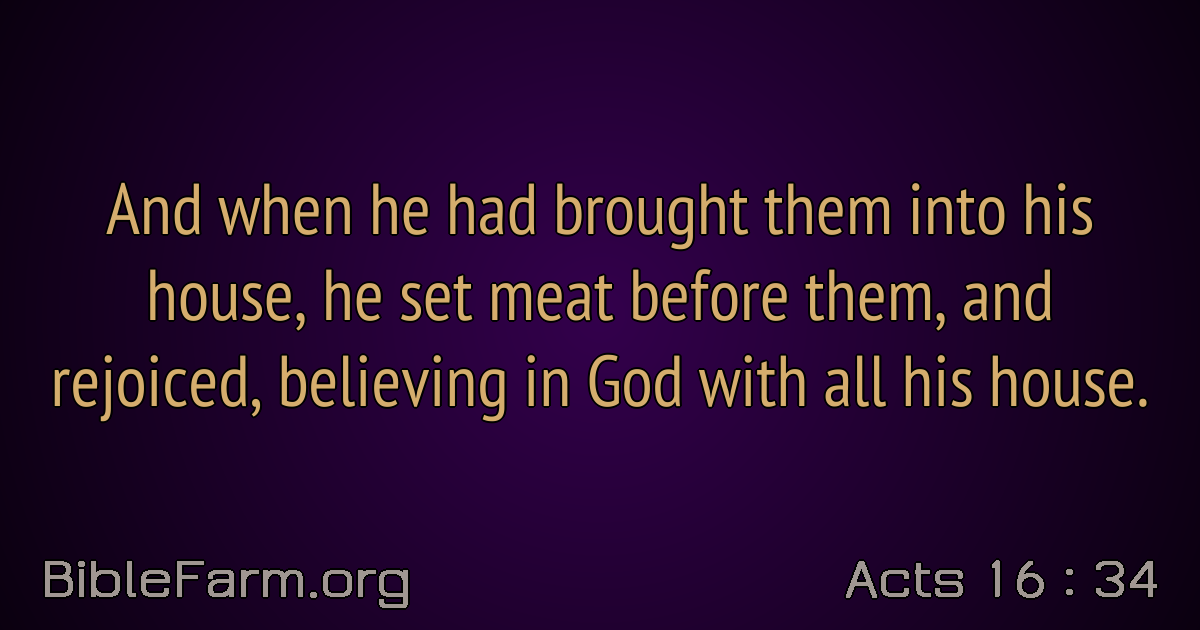 And when he had brought them into his
house, he set meat before them, and
rejoiced, believing in God with all his house.
BibleFarm.org
Acts 16 : 34